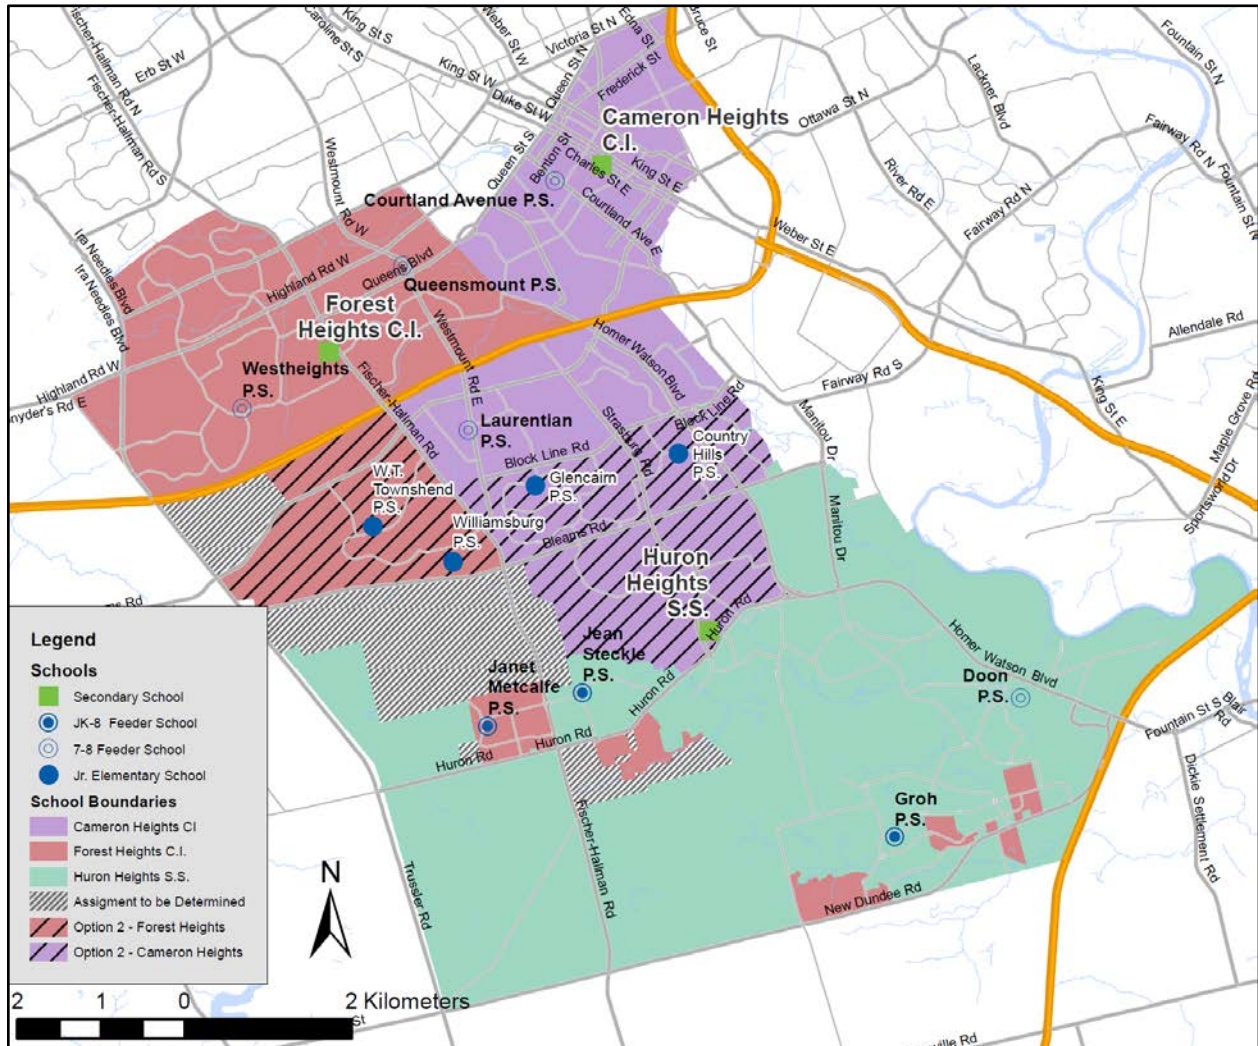 Fischer-Hallman Rd N
Caroline St S
King St S
Weber St W
Victoria St N
Edna St
Bruce St
Fountain St N
Erb St W
Fischer-Hallman Rd S
King St W
Duke St W
Queen St N
Frederick St
Lackner Blvd
Ottawa St N
Fairway Rd N
Fountain St N
Westmount Rd W
Queen St S
Benton St
Cameron Heights
C.I.
Charles St E
King St E
River Rd E
Fairway Rd N
Courtland Avenue P.S.
Courtland Ave E
Weber St E
Ira Needles Blvd
Ira Needles Blvd
Highland Rd W
Queens Blvd
Queensmount P.S.
Forest
Heights C.I.
Westmount Rd E
Homer Watson Blvd
Allendale Rd
Highland Rd W
Snyder's Rd E
Westheights
P.S.
Fischer-Hallman Rd
Fairway Rd S
King St E
Maple Grove Rd
Laurentian
P.S.
Strasburg Rd
Block Line Rd
Block Line Rd
Country
Hills
P.S.
Manitou Dr
Sportsworld Dr
W.T.
Townshend
P.S.
Glencairn
P.S.
Williamsburg
P.S.
Bleams Rd
Manitou Dr
Huron
Heights
S.S.
Huron Rd
ms Rd
Jean
Steckle
P.S.
Janet
Metcalfe
P.S.
Huron Rd
Huron Rd
Huron Rd
Homer Watson Blvd
Doon
P.S.
Fountain St S
Blair
Rd
Dickie Settlement Rd
Groh
P.S.
New Dundee Rd
Trussler Rd
Fischer-Hallman Rd
Legend
Schools
Secondary School
JK-8 Feeder School
7-8 Feeder School
Jr. Elementary School
School Boundaries
Cameron Heights CI
Forest Heights C.I.
Huron Heights S.S.
Assigment to be Determined
Option 2 - Forest Heights
Option 2 - Cameron Heights
N
2 1 0 2 Kilometers
St
ville Rd